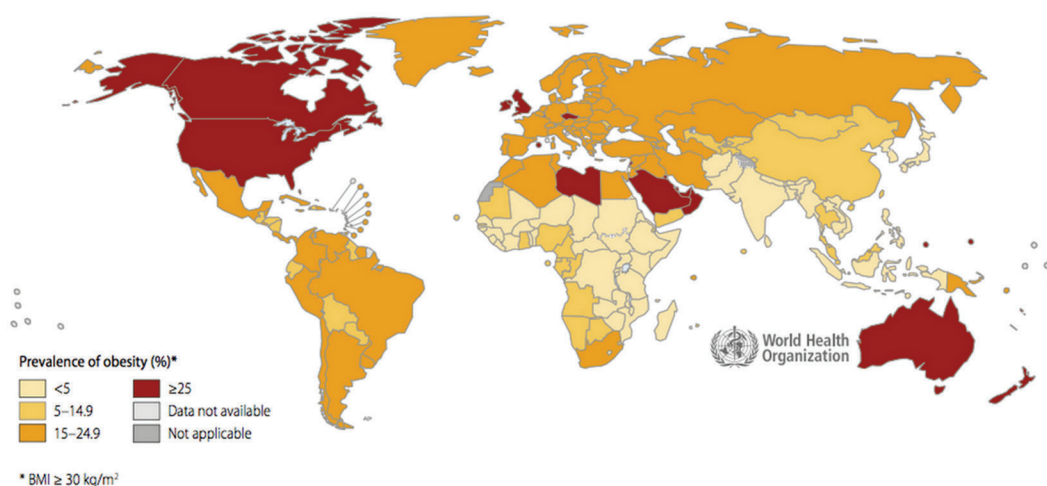 World Health
Organization
Prevalence of obesity (%)*
<5
≥25
5–14.9
Data not available
15–24.9
Not applicable
* BMI ≥ 30 kg/m²